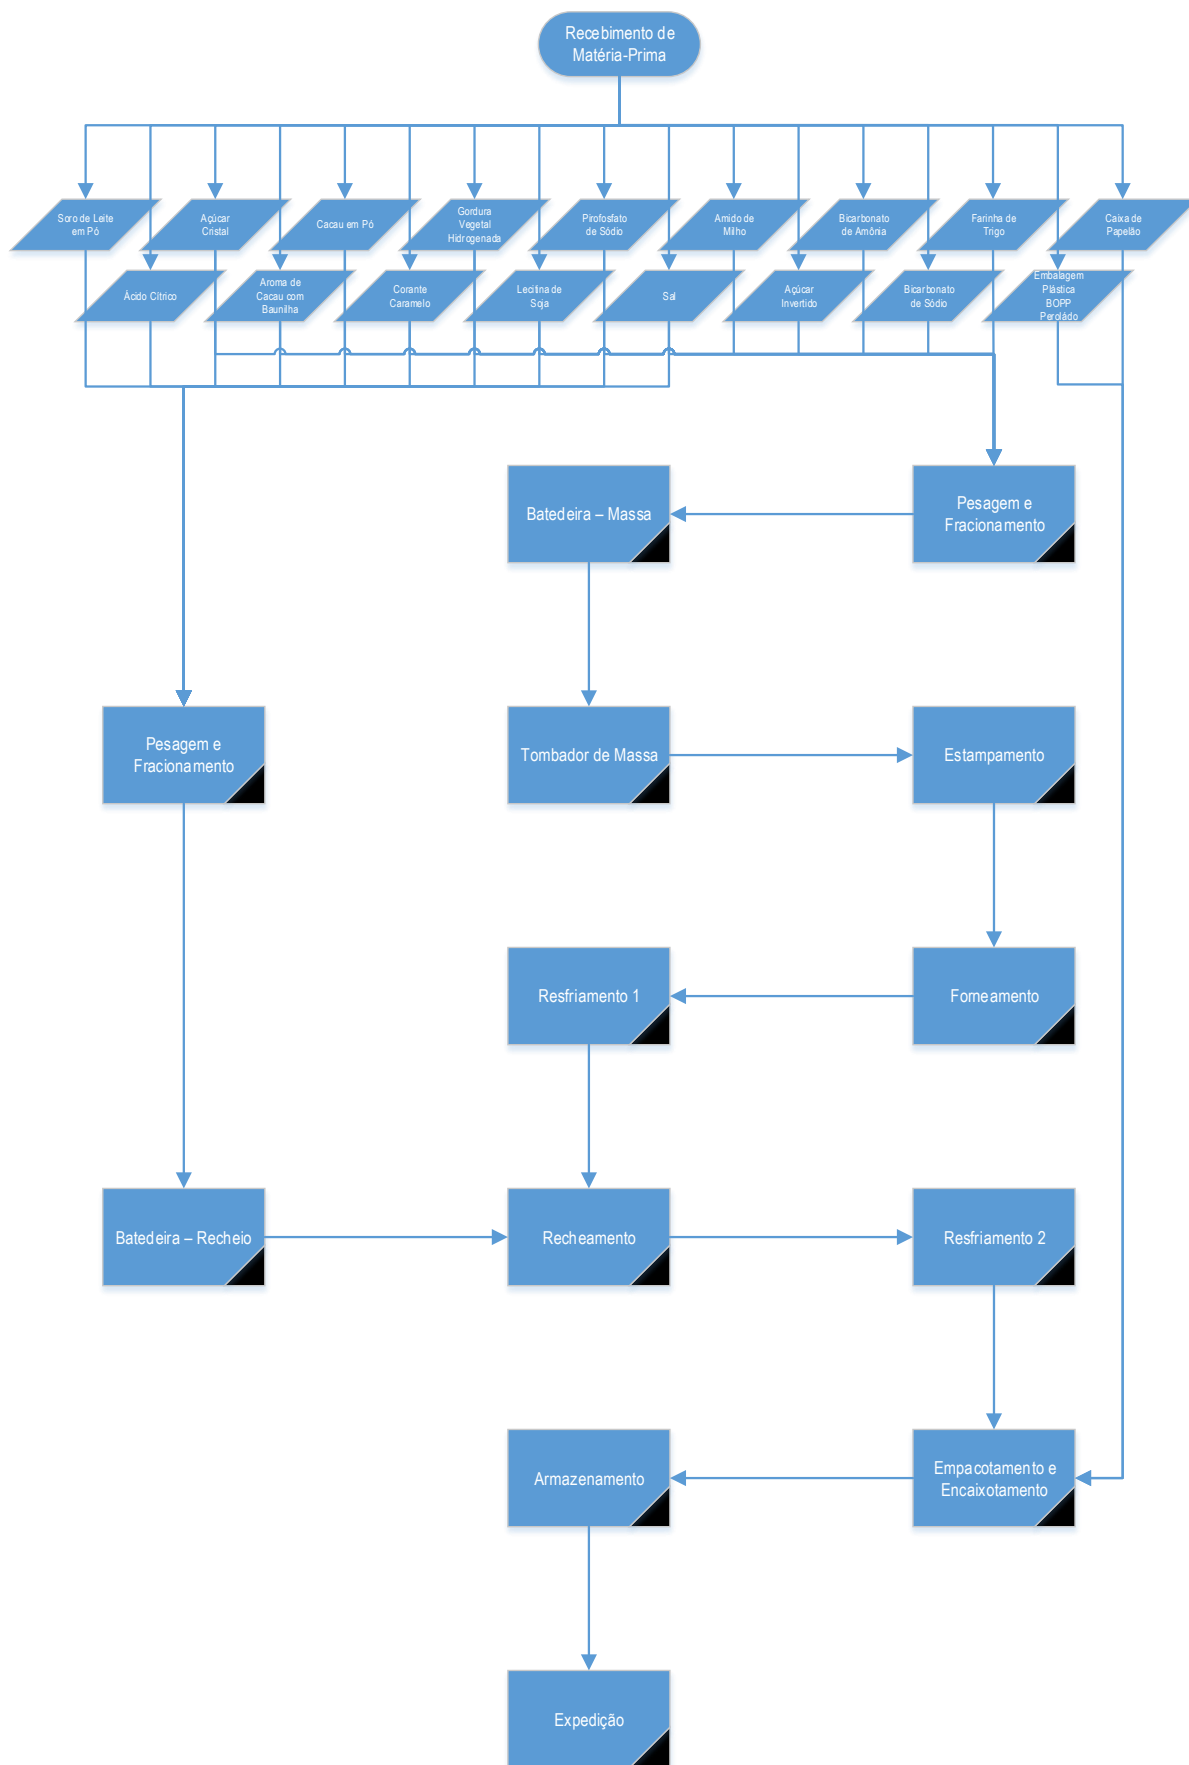 Recebimento de
Matéria-Prima
Soro de Leite
em Pó
Açúcar
Cristal
Cacau em Pó
Gordura
Vegetal
Hidrogenada
Pirofosfato
de Sódio
Amido de
Milho
Bicarbonato
de Amônia
Farinha de
Trigo
Caixa de
Papelão
Ácido Cítrico
Aroma de
Cacau com
Baunilha
Corante
Caramelo
Lecitina de
Soja
Sal
Açúcar
Invertido
Bicarbonato
de Sódio
Embalagem
Plástica
BOPP
Peroládo
Batedeira – Massa
Pesagem e
Fracionamento
Pesagem e
Fracionamento
Tombador de Massa
Estampamento
Resfriamento 1
Forneamento
Batedeira – Recheio
Recheamento
Resfriamento 2
Armazenamento
Empacotamento e
Encaixotamento
Expedição